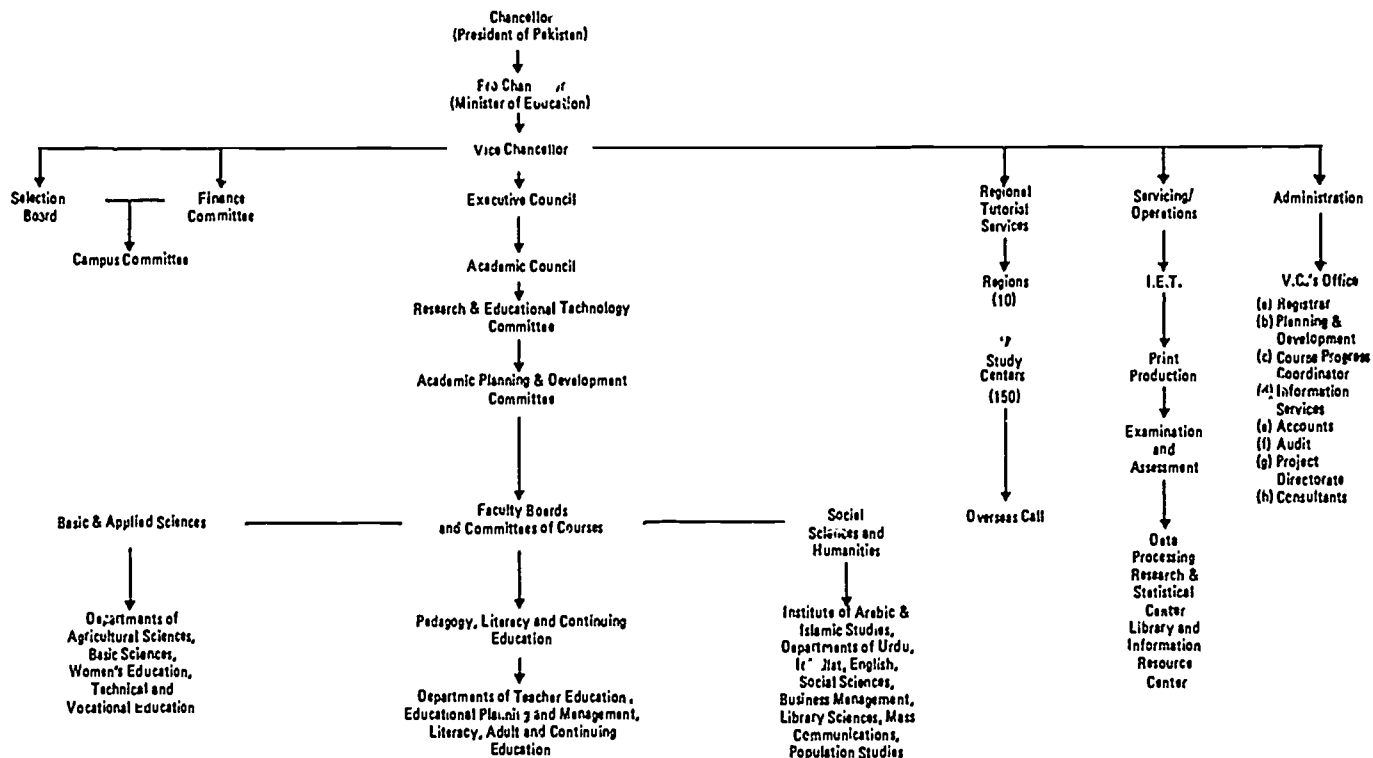 Chancellor
(President of Pakistan)
(Minister of Education)
Vice Chancellor
Selection
Board
Finance
Committee
Campus Committee
Executive Council
Academic Council
Research & Educational Technology
Committee
Academic Planning & Development
Committee
Faculty Boards
and Committees of Courses
Basic & Applied Sciences
Social
Sciences and
Humanities
Departments of
Agricultural Sciences,
Basic Sciences,
Women's Education,
Technical and
Vocational Education
Pedagogy, Literacy and Continuing
Education
Departments of Teacher Education,
Educational Planning and Management,
Literacy, Adult and Continuing
Education
Institute of Arabic &
Islamic Studies,
Departments of Urdu,
English,
Social Sciences,
Business Management,
Library Sciences, Mass
Communications,
Population Studies
Regional
Tutorial
Services
Regions
(10)
Study
Centers
(150)
Overseas Call
Servicing/
Operations
I.E.T.
Print
Production
Examination
and
Assessment
Data
Processing
Research &
Statistical
Center
Library and
Information
Resource
Center
Administration
V.C.'s Office
(a) Registrar
(b) Planning &
Development
(c) Course Progress
Coordinator
(d) Information
Services
(e) Accounts
(f) Audit
(g) Project
Directorate
(h) Consultants